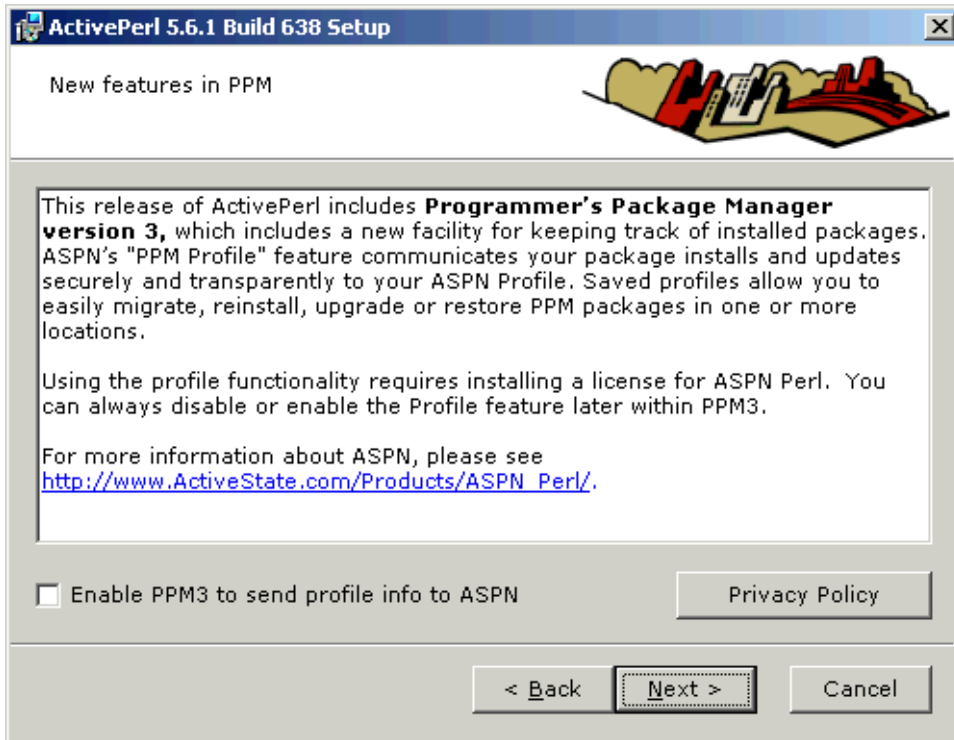 ActivePerl 5.6.1 Build 638 Setup
New features in PPM
This release of ActivePerl includes Programmer's Package Manager
version 3, which includes a new facility for keeping track of installed packages.
ASPN's "PPM Profile" feature communicates your package installs and updates
securely and transparently to your ASPN Profile. Saved profiles allow you to
easily migrate, reinstall, upgrade or restore PPM packages in one or more
locations.
Using the profile functionality requires installing a license for ASPN Perl.  You
can always disable or enable the Profile feature later within PPM3.
For more information about ASPN, please see
http://www.ActiveState.com/Products/ASPN_Perl/.
Enable PPM3 to send profile info to ASPN
Privacy Policy
< Back
Next >
Cancel